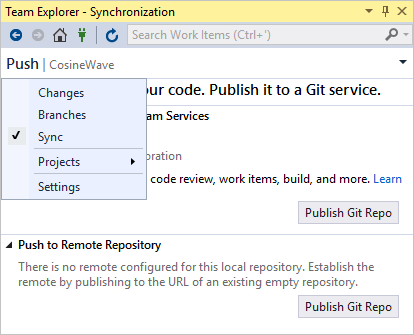 Team Explorer - Synchronization
Search Work Items (Ctrl+')
Push | CosineWave
Changes
Branches
Sync
Projects
Settings
our code. Publish it to a Git service.
am Services
oration
code review, work items, build, and more. Learn
Publish Git Repo
Push to Remote Repository
There is no remote configured for this local repository. Establish the
remote by publishing to the URL of an existing empty repository.
Publish Git Repo